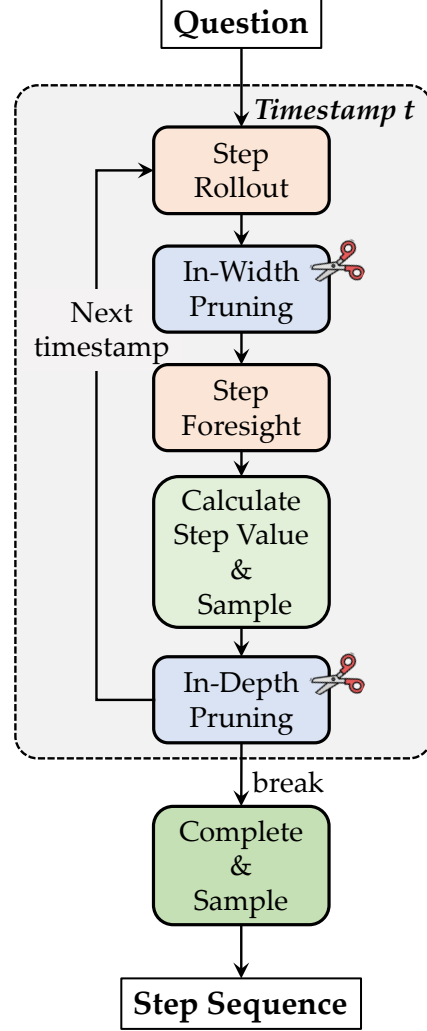 Question
Timestamp t
Step
Rollout
In-Width
Pruning
Next
timestamp
Step
Foresight
Calculate
Step Value
&
Sample
In-Depth
Pruning
break
Complete
&
Sample
Step Sequence